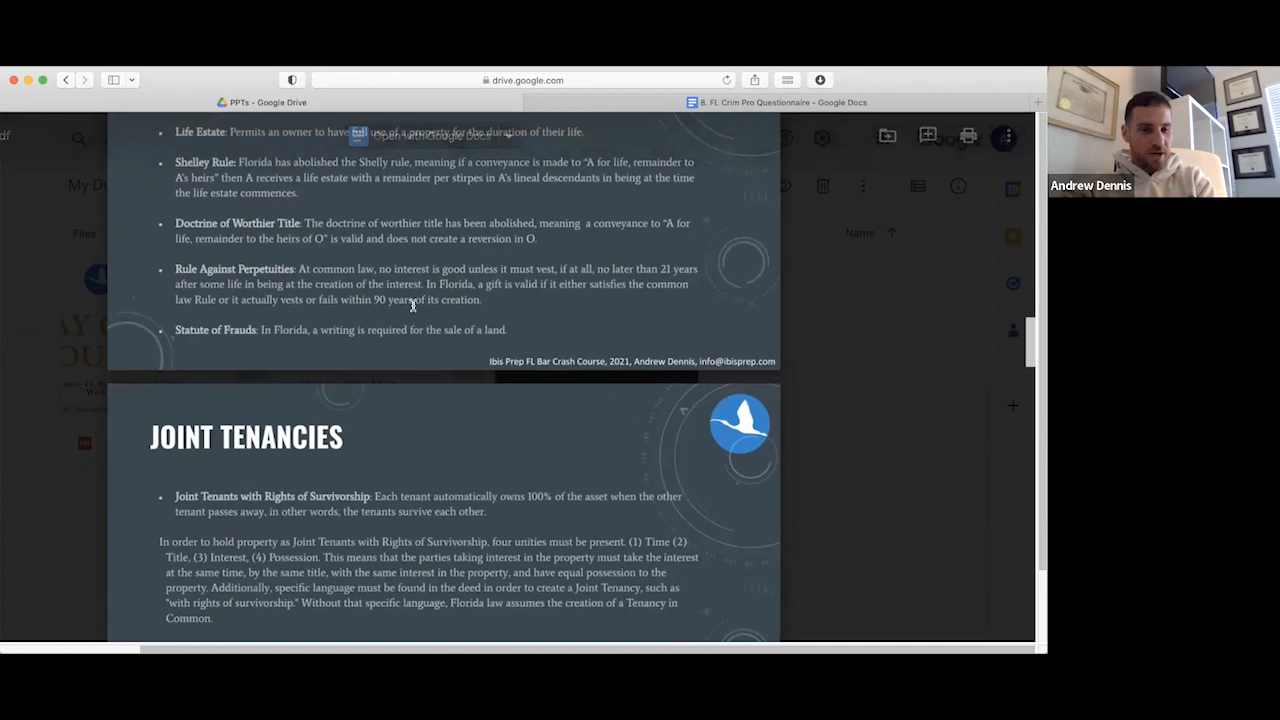 drive.google.com
PPTs - Google Drive
8. FL Crim Pro Questionnaire - Google Docs
df
Life Estate: Permits an owner to have full use of a property for the duration of their life.
Open with Google Docs
My D
Shelley Rule: Florida has abolished the Shelly rule, meaning if a conveyance is made to “A for life, remainder to
A’s heirs” then A receives a life estate with a remainder per stirpes in A’s lineal descendants in being at the time
the life estate commences.
Andrew Dennis
Files
Name
Doctrine of Worthier Title: The doctrine of worthier title has been abolished, meaning a conveyance to “A for
life, remainder to the heirs of O” is valid and does not create a reversion in O.
Rule Against Perpetuities: At common law, no interest is good unless it must vest, if at all, no later than 21 years
after some life in being at the creation of the interest. In Florida, a gift is valid if it either satisfies the common
law Rule or it actually vests or fails within 90 years of its creation.
Statute of Frauds: In Florida, a writing is required for the sale of a land.
Ibis Prep FL Bar Crash Course, 2021, Andrew Dennis, info@ibisprep.com
JOINT TENANCIES
Joint Tenants with Rights of Survivorship: Each tenant automatically owns 100% of the asset when the other
tenant passes away, in other words, the tenants survive each other.
In order to hold property as Joint Tenants with Rights of Survivorship, four unities must be present. (1) Time (2)
Title, (3) Interest, (4) Possession. This means that the parties taking interest in the property must take the interest
at the same time, by the same title, with the same interest in the property, and have equal possession to the
property. Additionally, specific language must be found in the deed in order to create a Joint Tenancy, such as
“with rights of survivorship.” Without that specific language, Florida law assumes the creation of a Tenancy in
Common.